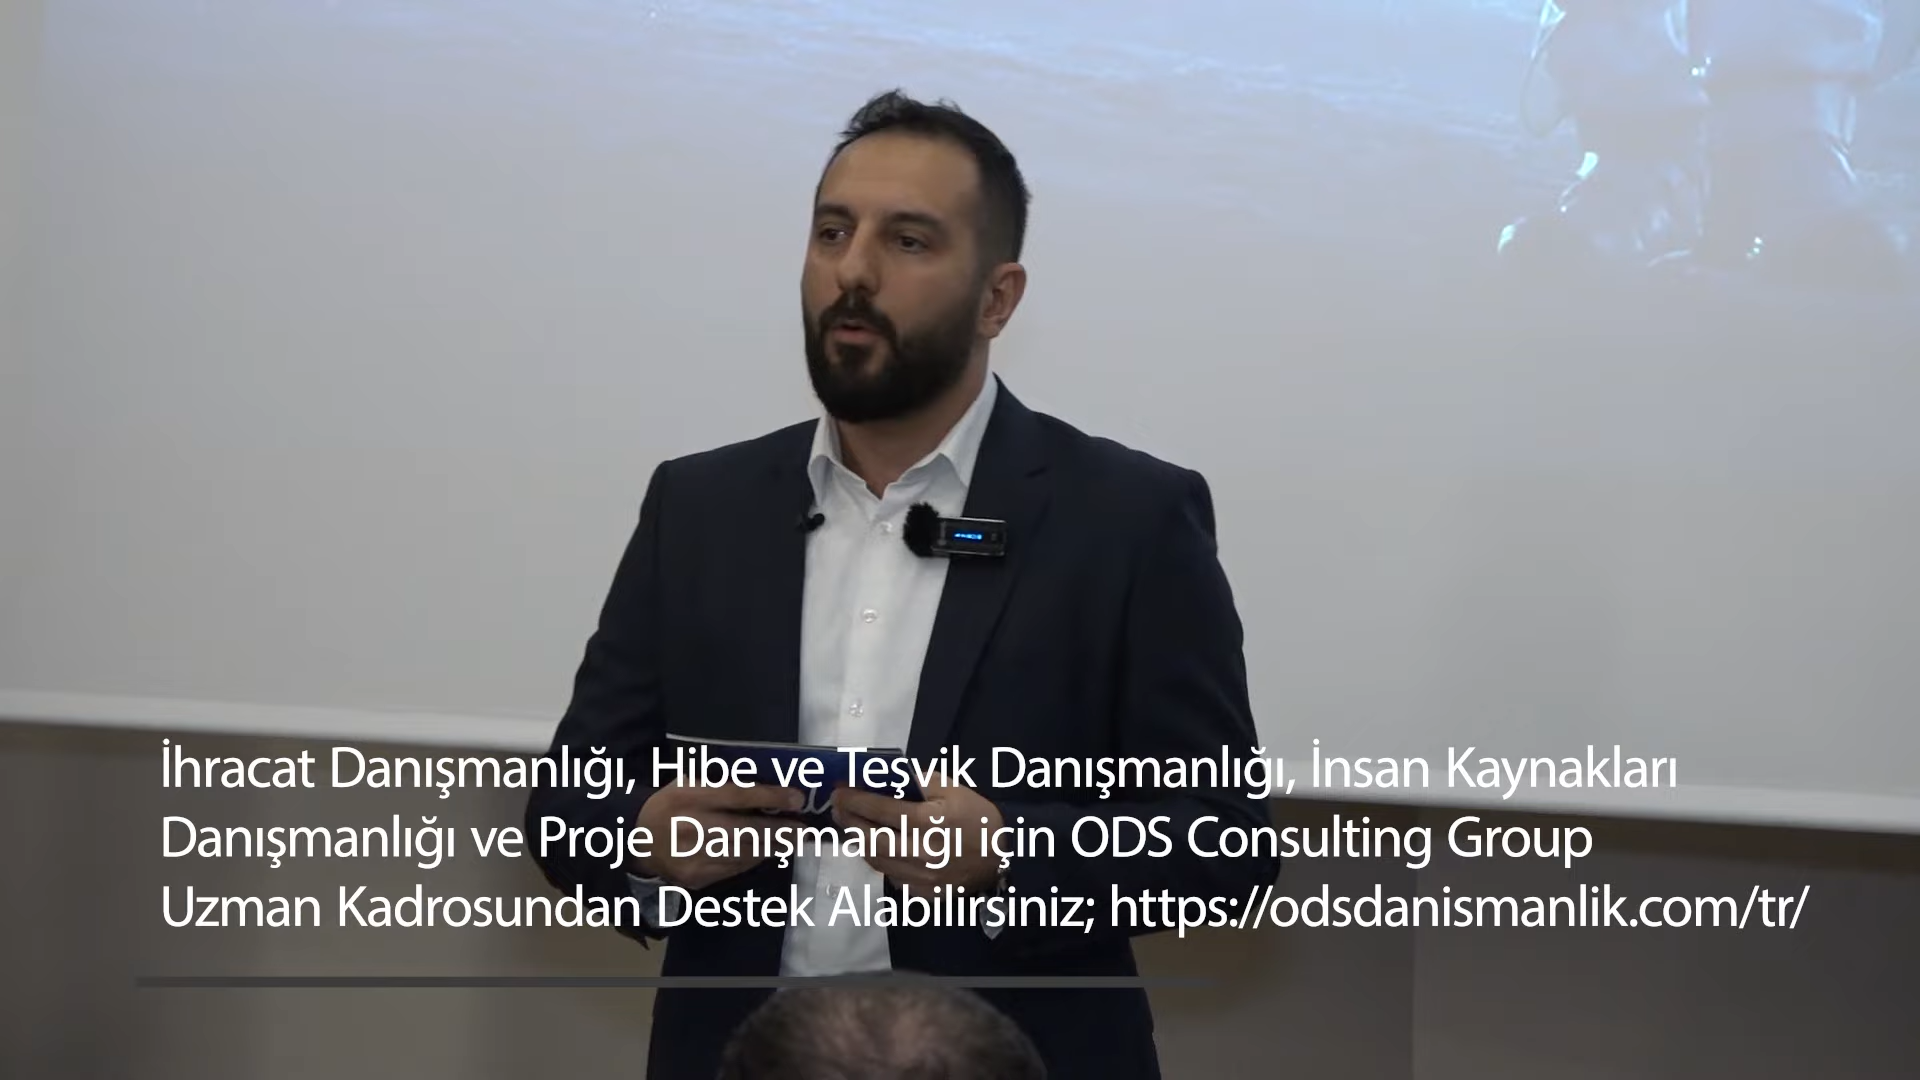 İhracat Danışmanlığı, Hibe ve Teşvik Danışmanlığı, İnsan Kaynakları
Danışmanlığı ve Proje Danışmanlığı için ODS Consulting Group
Uzman Kadrosundan Destek Alabilirsiniz; https://odsdanismanlik.com/tr/